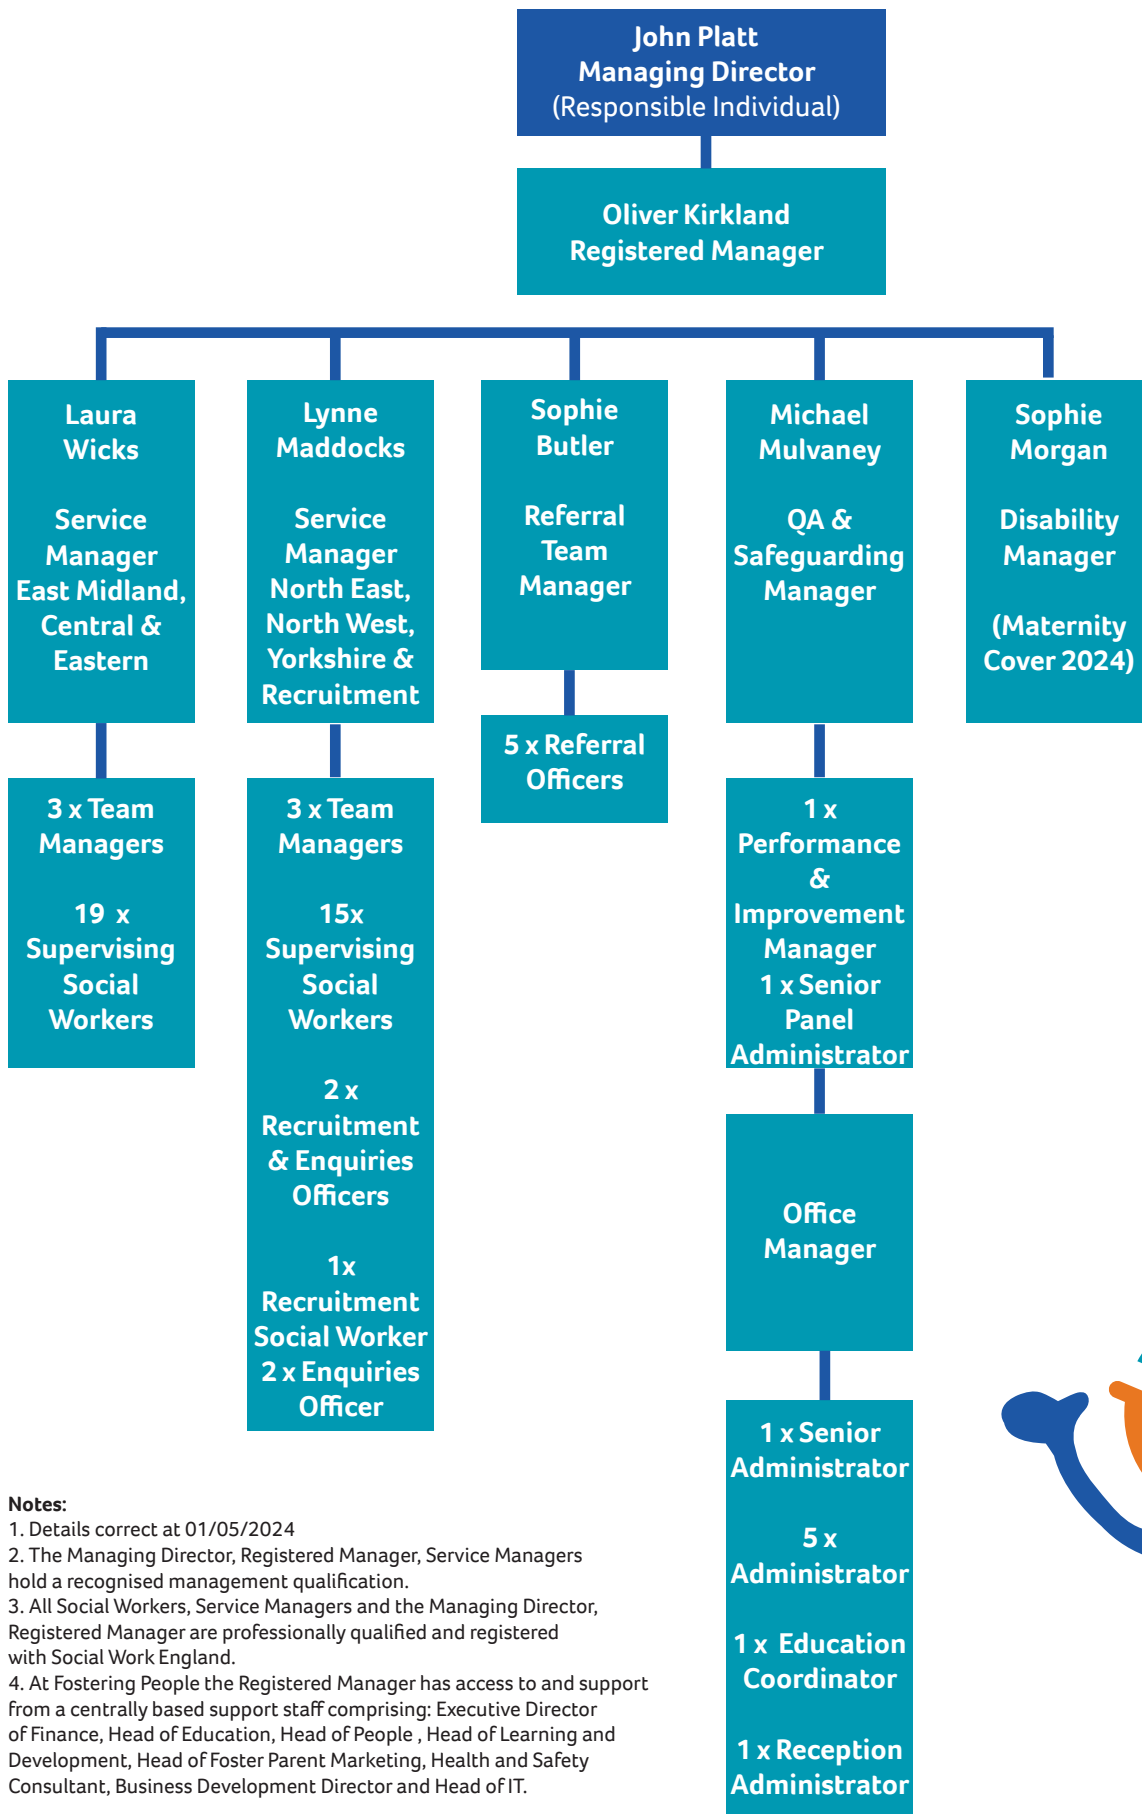 John Platt
Managing Director
(Responsible Individual)
Oliver Kirkland
Registered Manager
Laura
Wicks
Service
Manager
East Midland,
Central &
Eastern
Lynne
Maddocks
Service
Manager
North East,
North West,
Yorkshire &
Recruitment
Sophie
Butler
Referral
Team
Manager
Michael
Mulvaney
QA &
Safeguarding
Manager
Sophie
Morgan
Disability
Manager
(Maternity
Cover 2024)
3 x Team
Managers
19 x
Supervising
Social
Workers
3 x Team
Managers
15x
Supervising
Social
Workers
2 x
Recruitment
& Enquiries
Officers
1x
Recruitment
Social Worker
2 x Enquiries
Officer
5 x Referral
Officers
1 x
Performance
&
Improvement
Manager
1 x Senior
Panel
Administrator
Office
Manager
1 x Senior
Administrator
5 x
Administrator
1 x Education
Coordinator
1 x Reception
Administrator
Notes:
1. Details correct at 01/05/2024
2. The Managing Director, Registered Manager, Service Managers
hold a recognised management qualification.
3. All Social Workers, Service Managers and the Managing Director,
Registered Manager are professionally qualified and registered
with Social Work England.
4. At Fostering People the Registered Manager has access to and support
from a centrally based support staff comprising: Executive Director
of Finance, Head of Education, Head of People , Head of Learning and
Development, Head of Foster Parent Marketing, Health and Safety
Consultant, Business Development Director and Head of IT.